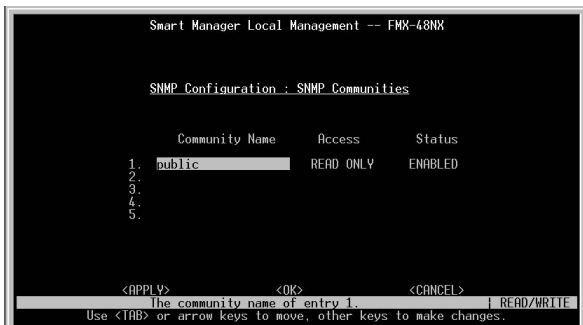 Smart Manager Local Management -- FMX-48NX
SNMP Configuration : SNMP Communities
Community Name Access Status
1. public READ ONLY ENABLED
2.
3.
4.
5.
<APPLY> <OK> <CANCEL>
The community name of entry 1. | READ/WRITE
Use <TAB> or arrow keys to move, other keys to make changes.